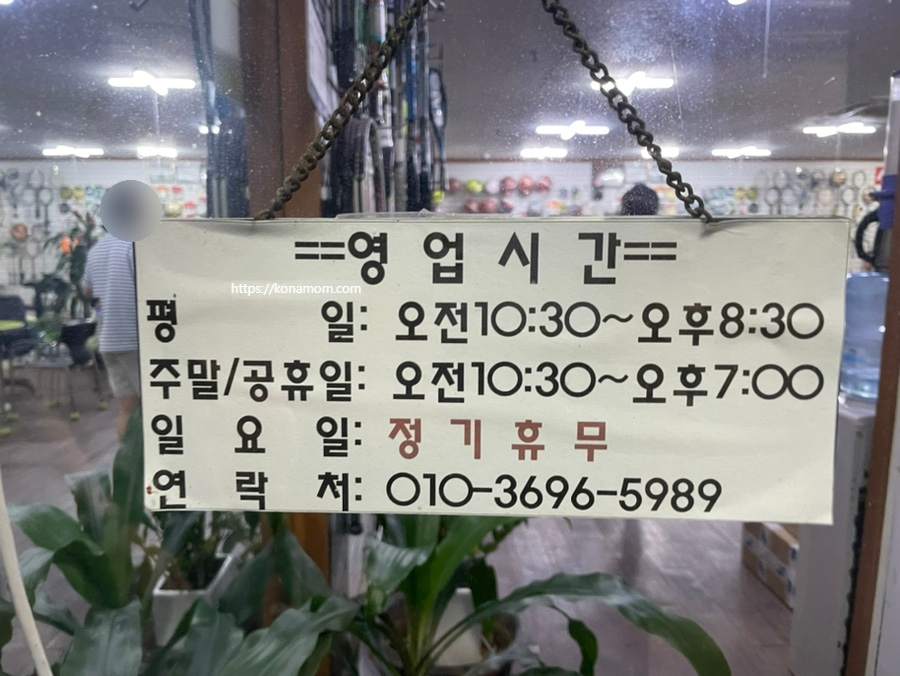 ==영 업 시 간==
https://konamom.com
평 일: 오전10:30~오후8:30
주말/공휴일: 오전10:30~오후7:00
일 요 일: 정 기 휴 무
연 락 처: 010-3696-5989